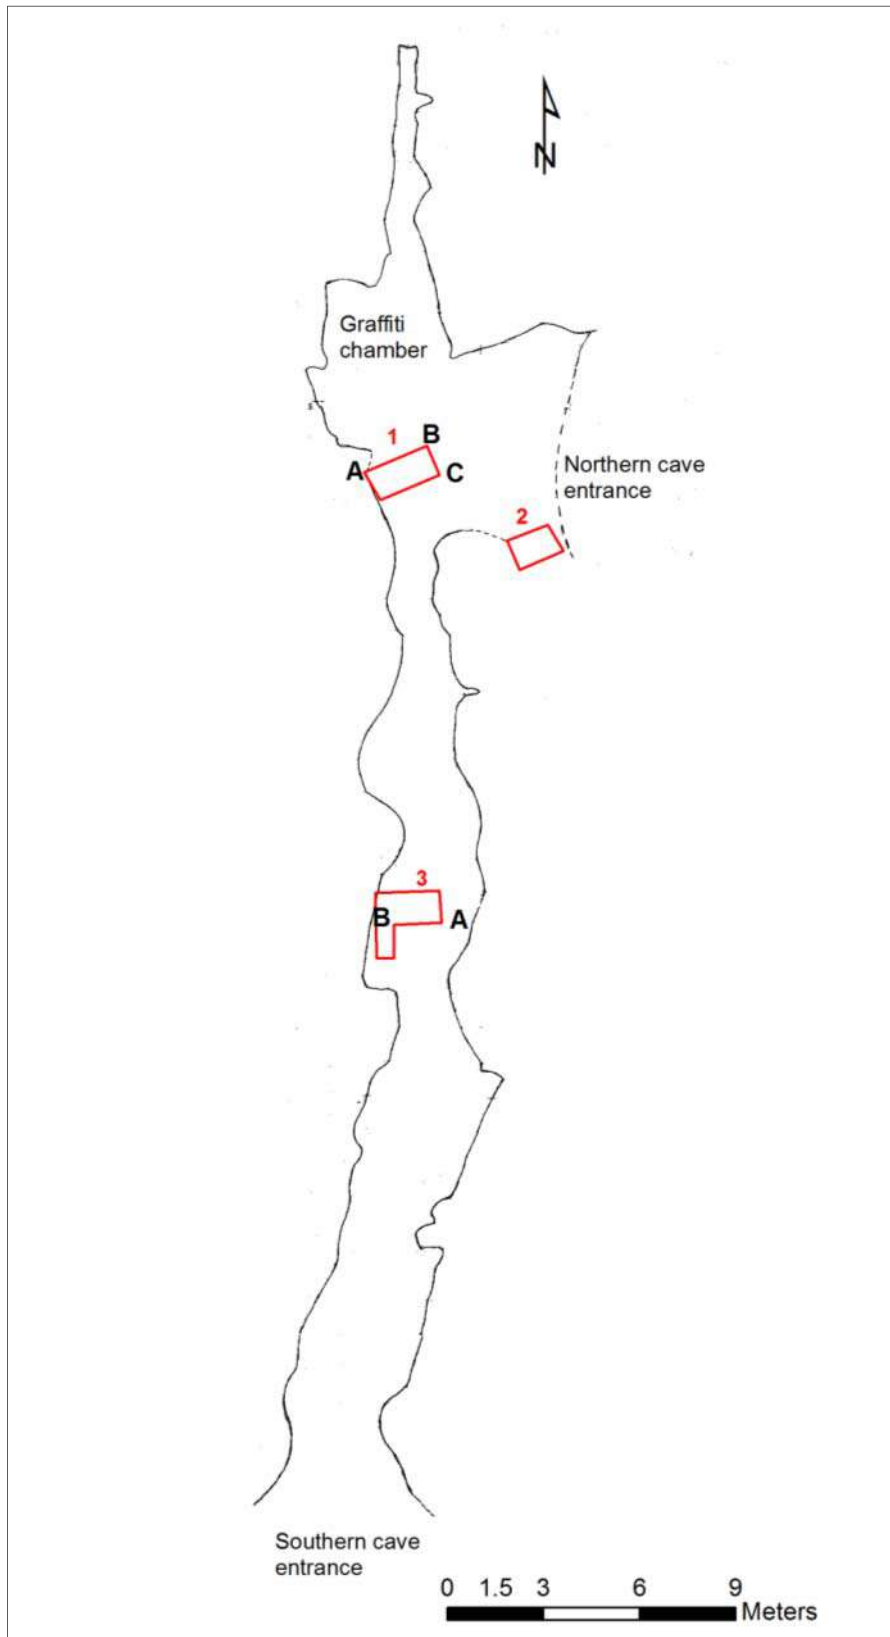 N
Graffiti
chamber
1
B
A
C
Northern cave
entrance
2
3
B
A
Southern cave
entrance
0 1.5 3 6 9
Meters